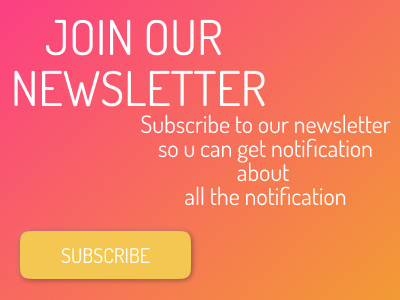 JOIN OUR
NEWSLETTER
Subscribe to our newsletter
so u can get notification
about
all the notification
SUBSCRIBE